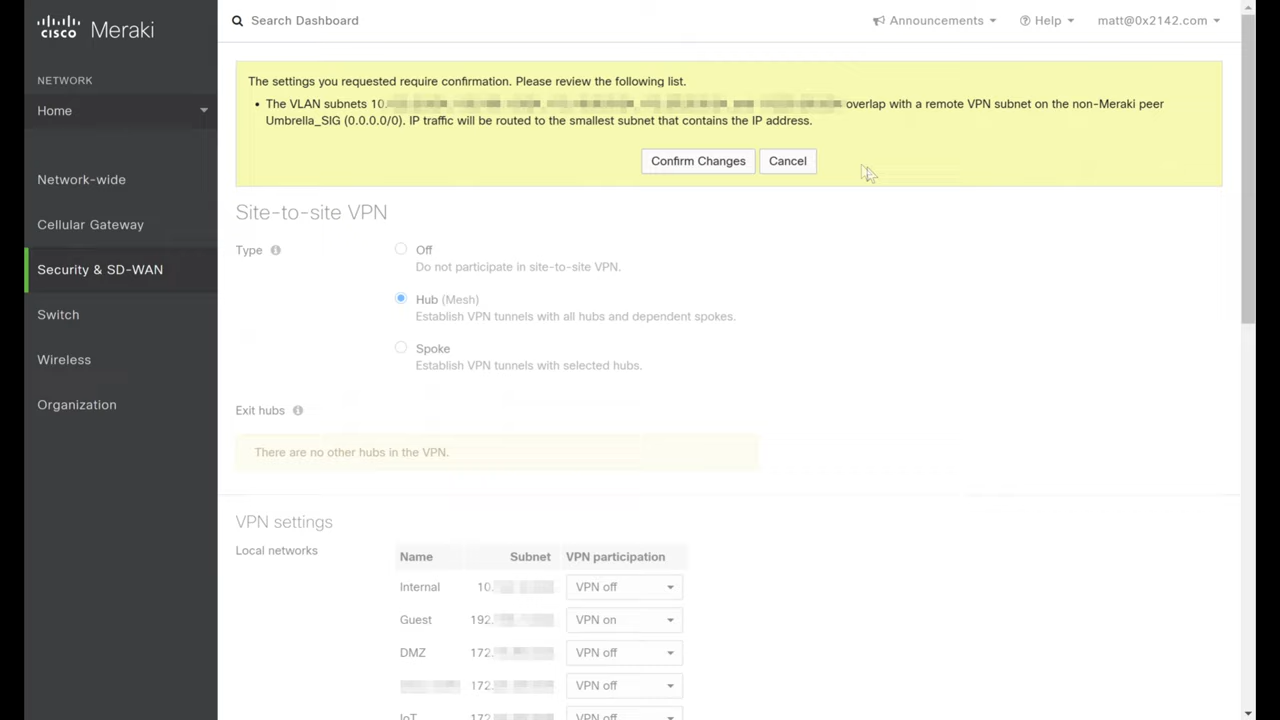 cisco Meraki
Search Dashboard
Announcements
Help
matt@0x2142.com
NETWORK
Home
Network-wide
Cellular Gateway
Security & SD-WAN
Switch
Wireless
Organization
The settings you requested require confirmation. Please review the following list.
• The VLAN subnets 10. overlap with a remote VPN subnet on the non-Meraki peer
Umbrella_SIG (0.0.0.0/0). IP traffic will be routed to the smallest subnet that contains the IP address.
Confirm Changes Cancel
Site-to-site VPN
Type
Off
Do not participate in site-to-site VPN.
Hub (Mesh)
Establish VPN tunnels with all hubs and dependent spokes.
Spoke
Establish VPN tunnels with selected hubs.
Exit hubs
There are no other hubs in the VPN.
VPN settings
Local networks
Name Subnet VPN participation
Internal 10. VPN off
Guest 192. VPN on
DMZ 172. VPN off
172. VPN off
IoT 172. VPN off